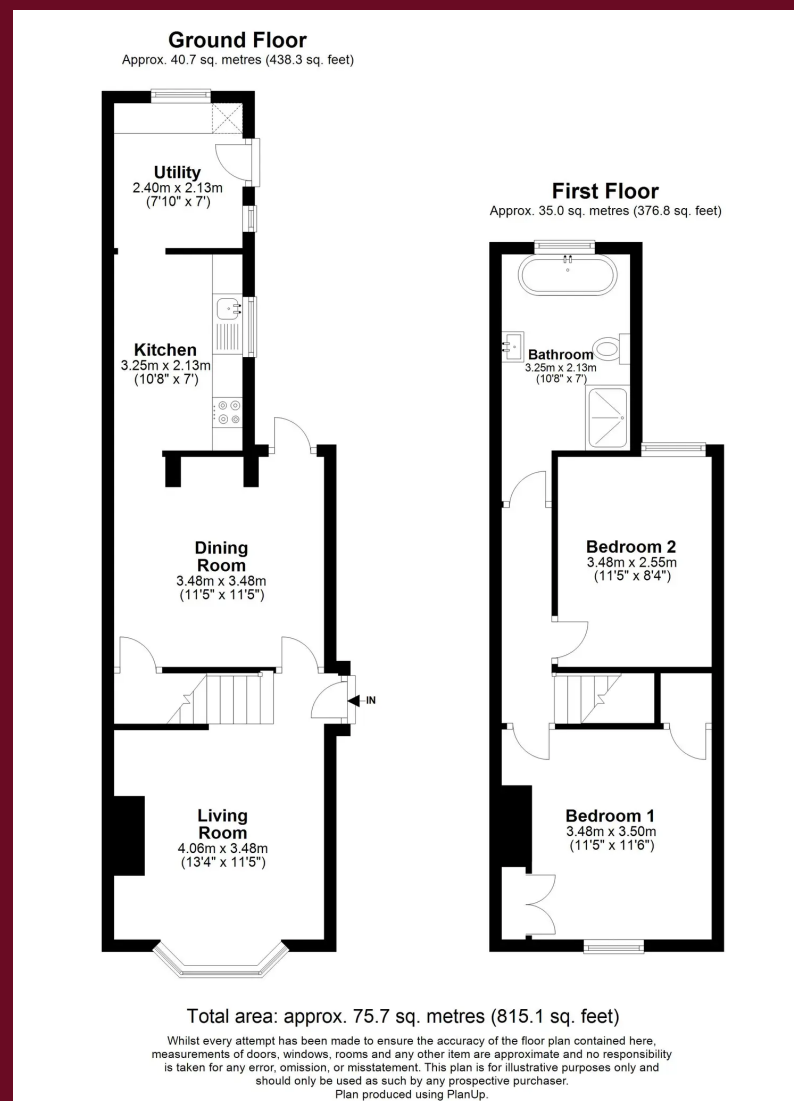 Ground Floor
Approx. 40.7 sq. metres (438.3 sq. feet)
Utility
2.40m x 2.13m
(7'10" x 7')
Kitchen
3.25m x 2.13m
(10'8" x 7')
Dining
Room
3.48m x 3.48m
(11'5" x 11'5")
IN
Living
Room
4.06m x 3.48m
(13'4" x 11'5")
First Floor
Approx. 35.0 sq. metres (376.8 sq. feet)
Bathroom
3.25m x 2.13m
(10'8" x 7')
Bedroom 2
3.48m x 2.55m
(11'5" x 8'4")
Bedroom 1
3.48m x 3.50m
(11'5" x 11'6")
Total area: approx. 75.7 sq. metres (815.1 sq. feet)
Whilst every attempt has been made to ensure the accuracy of the floor plan contained here,
measurements of doors, windows, rooms and any other item are approximate and no responsibility
is taken for any error, omission, or misstatement. This plan is for illustrative purposes only and
should only be used as such by any prospective purchaser.
Plan produced using PlanUp.